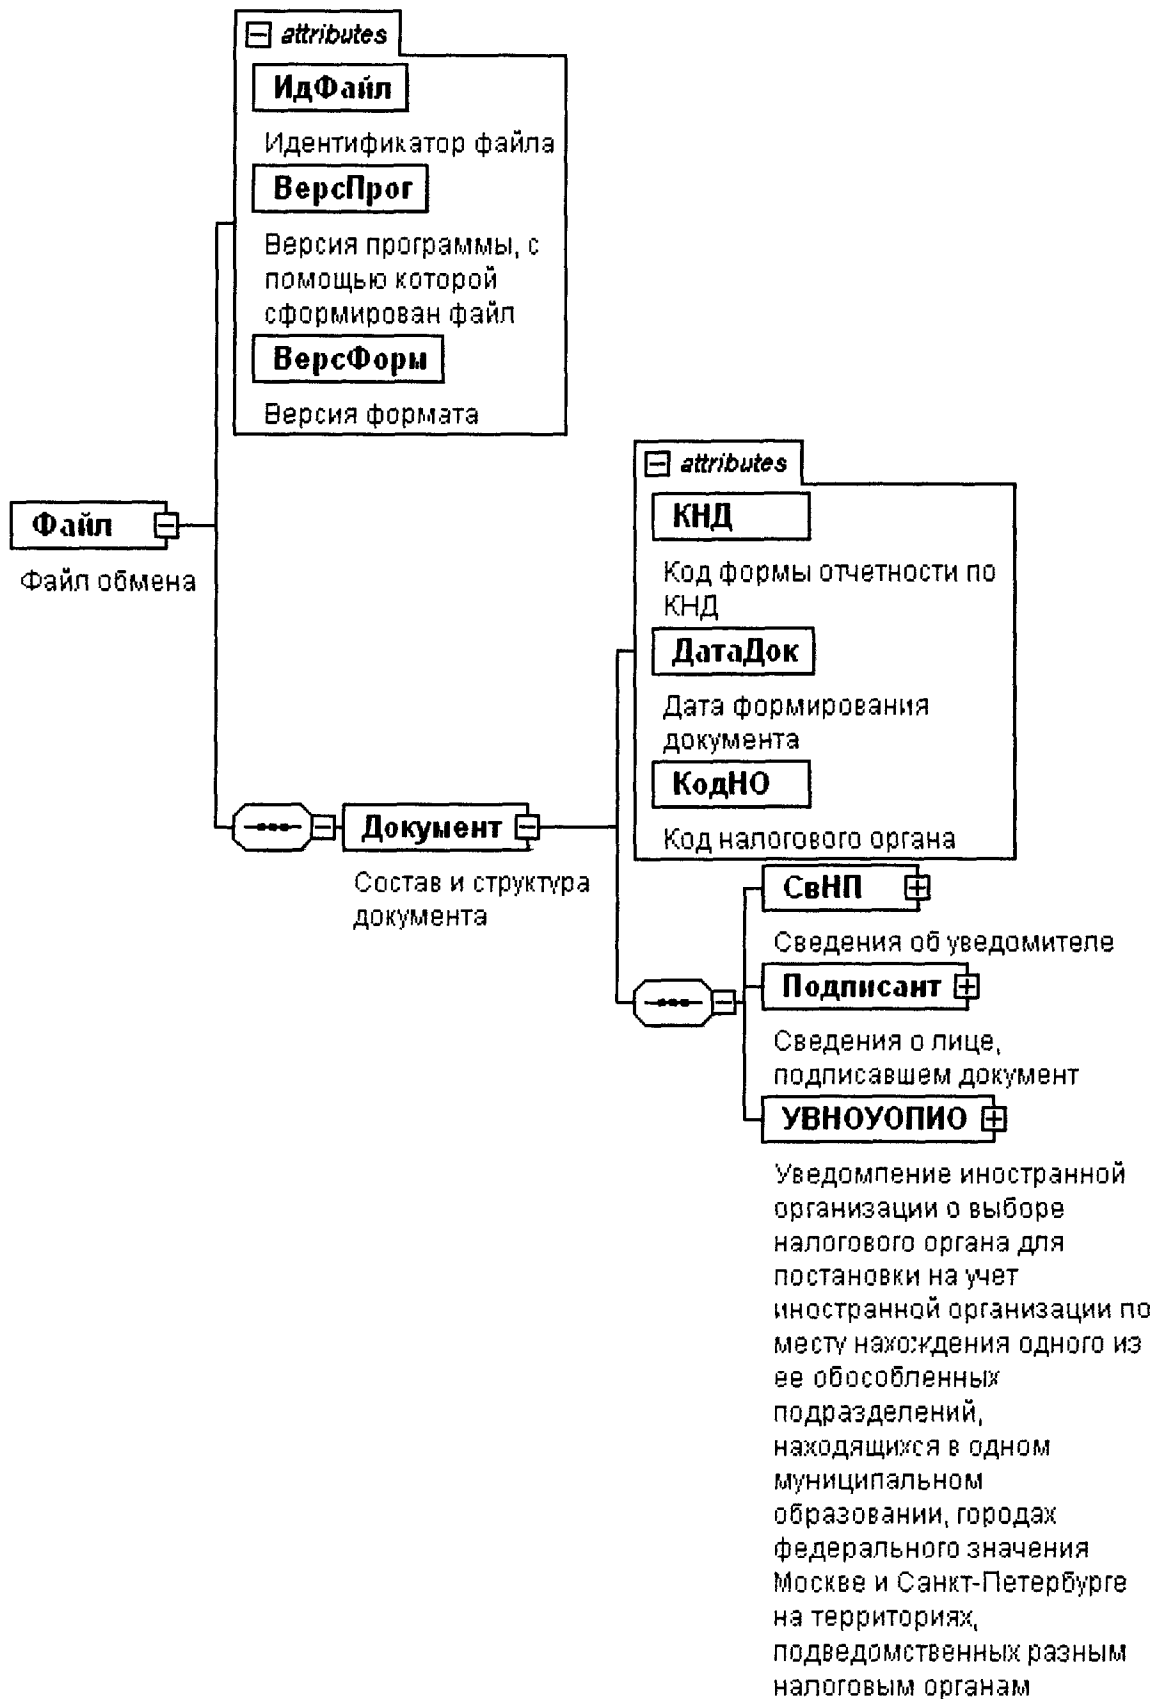 attributes
ИдФайл
Идентификатор файла
ВерсПрог
Версия программы, с
помощью которой
сформирован файл
ВерсФорм
Версия формата
Файл
Файл обмена
attributes
КНД
Код формы отчетности по
КНД
ДатаДок
Дата формирования
документа
КодНО
Код налогового органа
Документ
Состав и структура
документа
СвНП
Сведения об уведомителе
Подписант
Сведения о лице,
подписавшем документ
УВНОУОПИО
Уведомление иностранной
организации о выборе
налогового органа для
постановки на учет
иностранной организации по
месту нахождения одного из
ее обособленных
подразделений,
находящихся в одном
муниципальном
образовании, городах
федерального значения
Москве и Санкт-Петербурге
на территориях,
подведомственных разным
налоговым органам